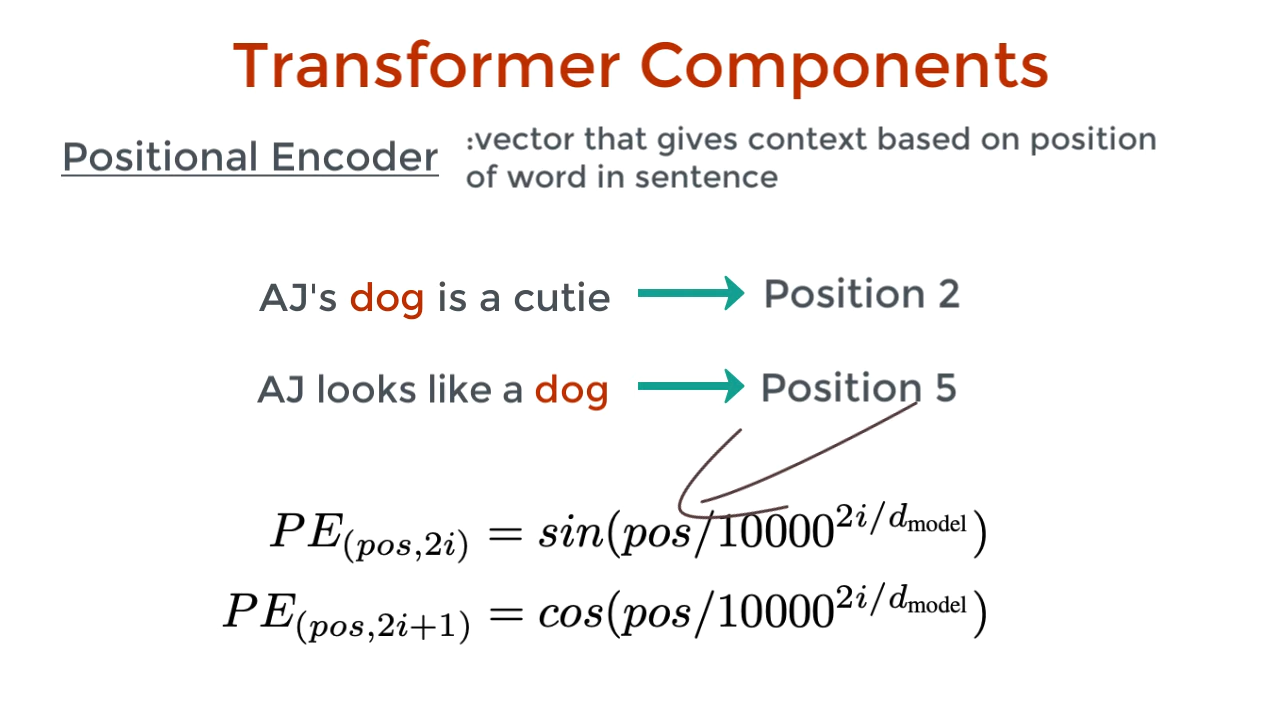 Transformer Components
Positional Encoder
:vector that gives context based on position
of word in sentence
AJ's dog is a cutie
Position 2
AJ looks like a dog
Position 5
PE(pos,2i) = sin(pos/10000^2i/dmodel)
PE(pos,2i+1) = cos(pos/10000^2i/dmodel)